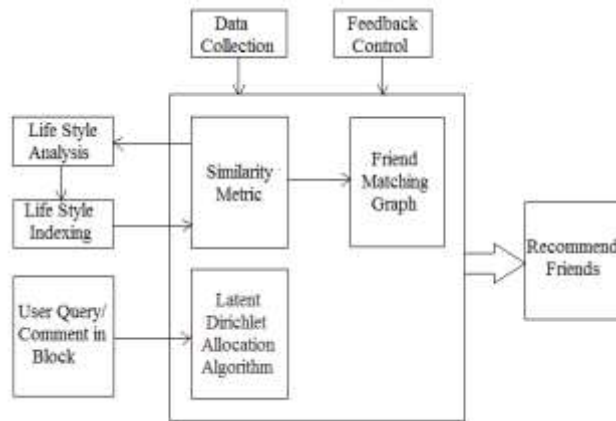 Data
Collection
Feedback
Control
Life Style
Analysis
Similarity
Metric
Friend
Matching
Graph
Life Style
Indexing
Recommend
Friends
User Query/
Comment in
Block
Latent
Dirichlet
Allocation
Algorithm